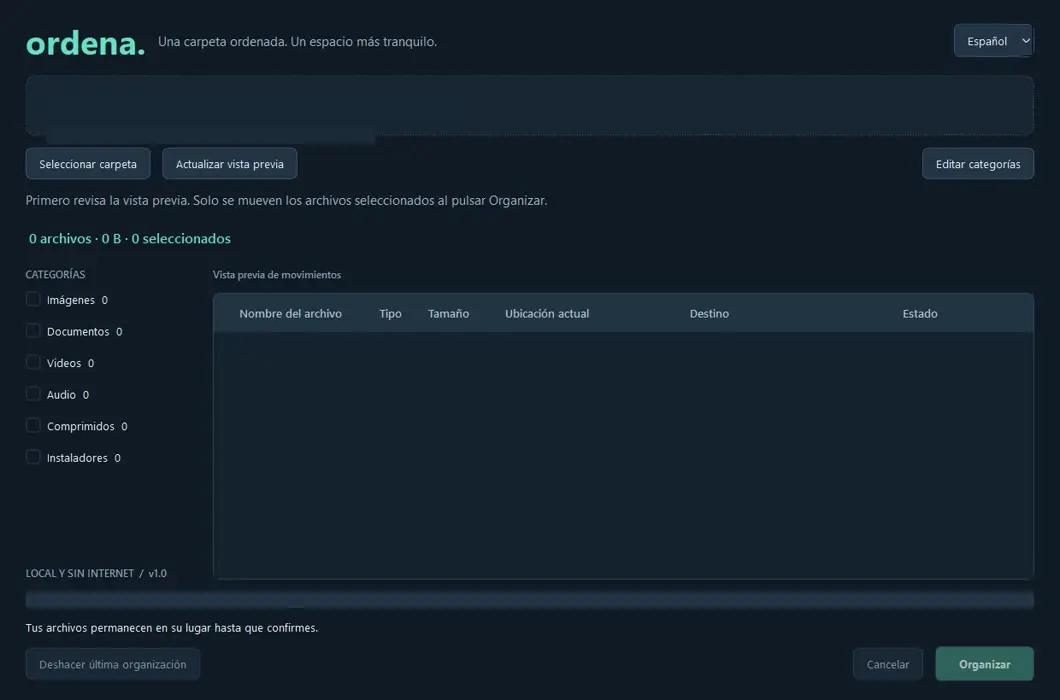 ordena. Una carpeta ordenada. Un espacio más tranquilo. Español
Seleccionar carpeta Actualizar vista previa Editar categorías
Primero revisa la vista previa. Solo se mueven los archivos seleccionados al pulsar Organizar.
0 archivos · 0 B · 0 seleccionados
CATEGORÍAS
Imágenes 0
Documentos 0
Videos 0
Audio 0
Comprimidos 0
Instaladores 0
Vista previa de movimientos
Nombre del archivo Tipo Tamaño Ubicación actual Destino Estado
LOCAL Y SIN INTERNET / v1.0
Tus archivos permanecen en su lugar hasta que confirmes.
Deshacer última organización Cancelar Organizar